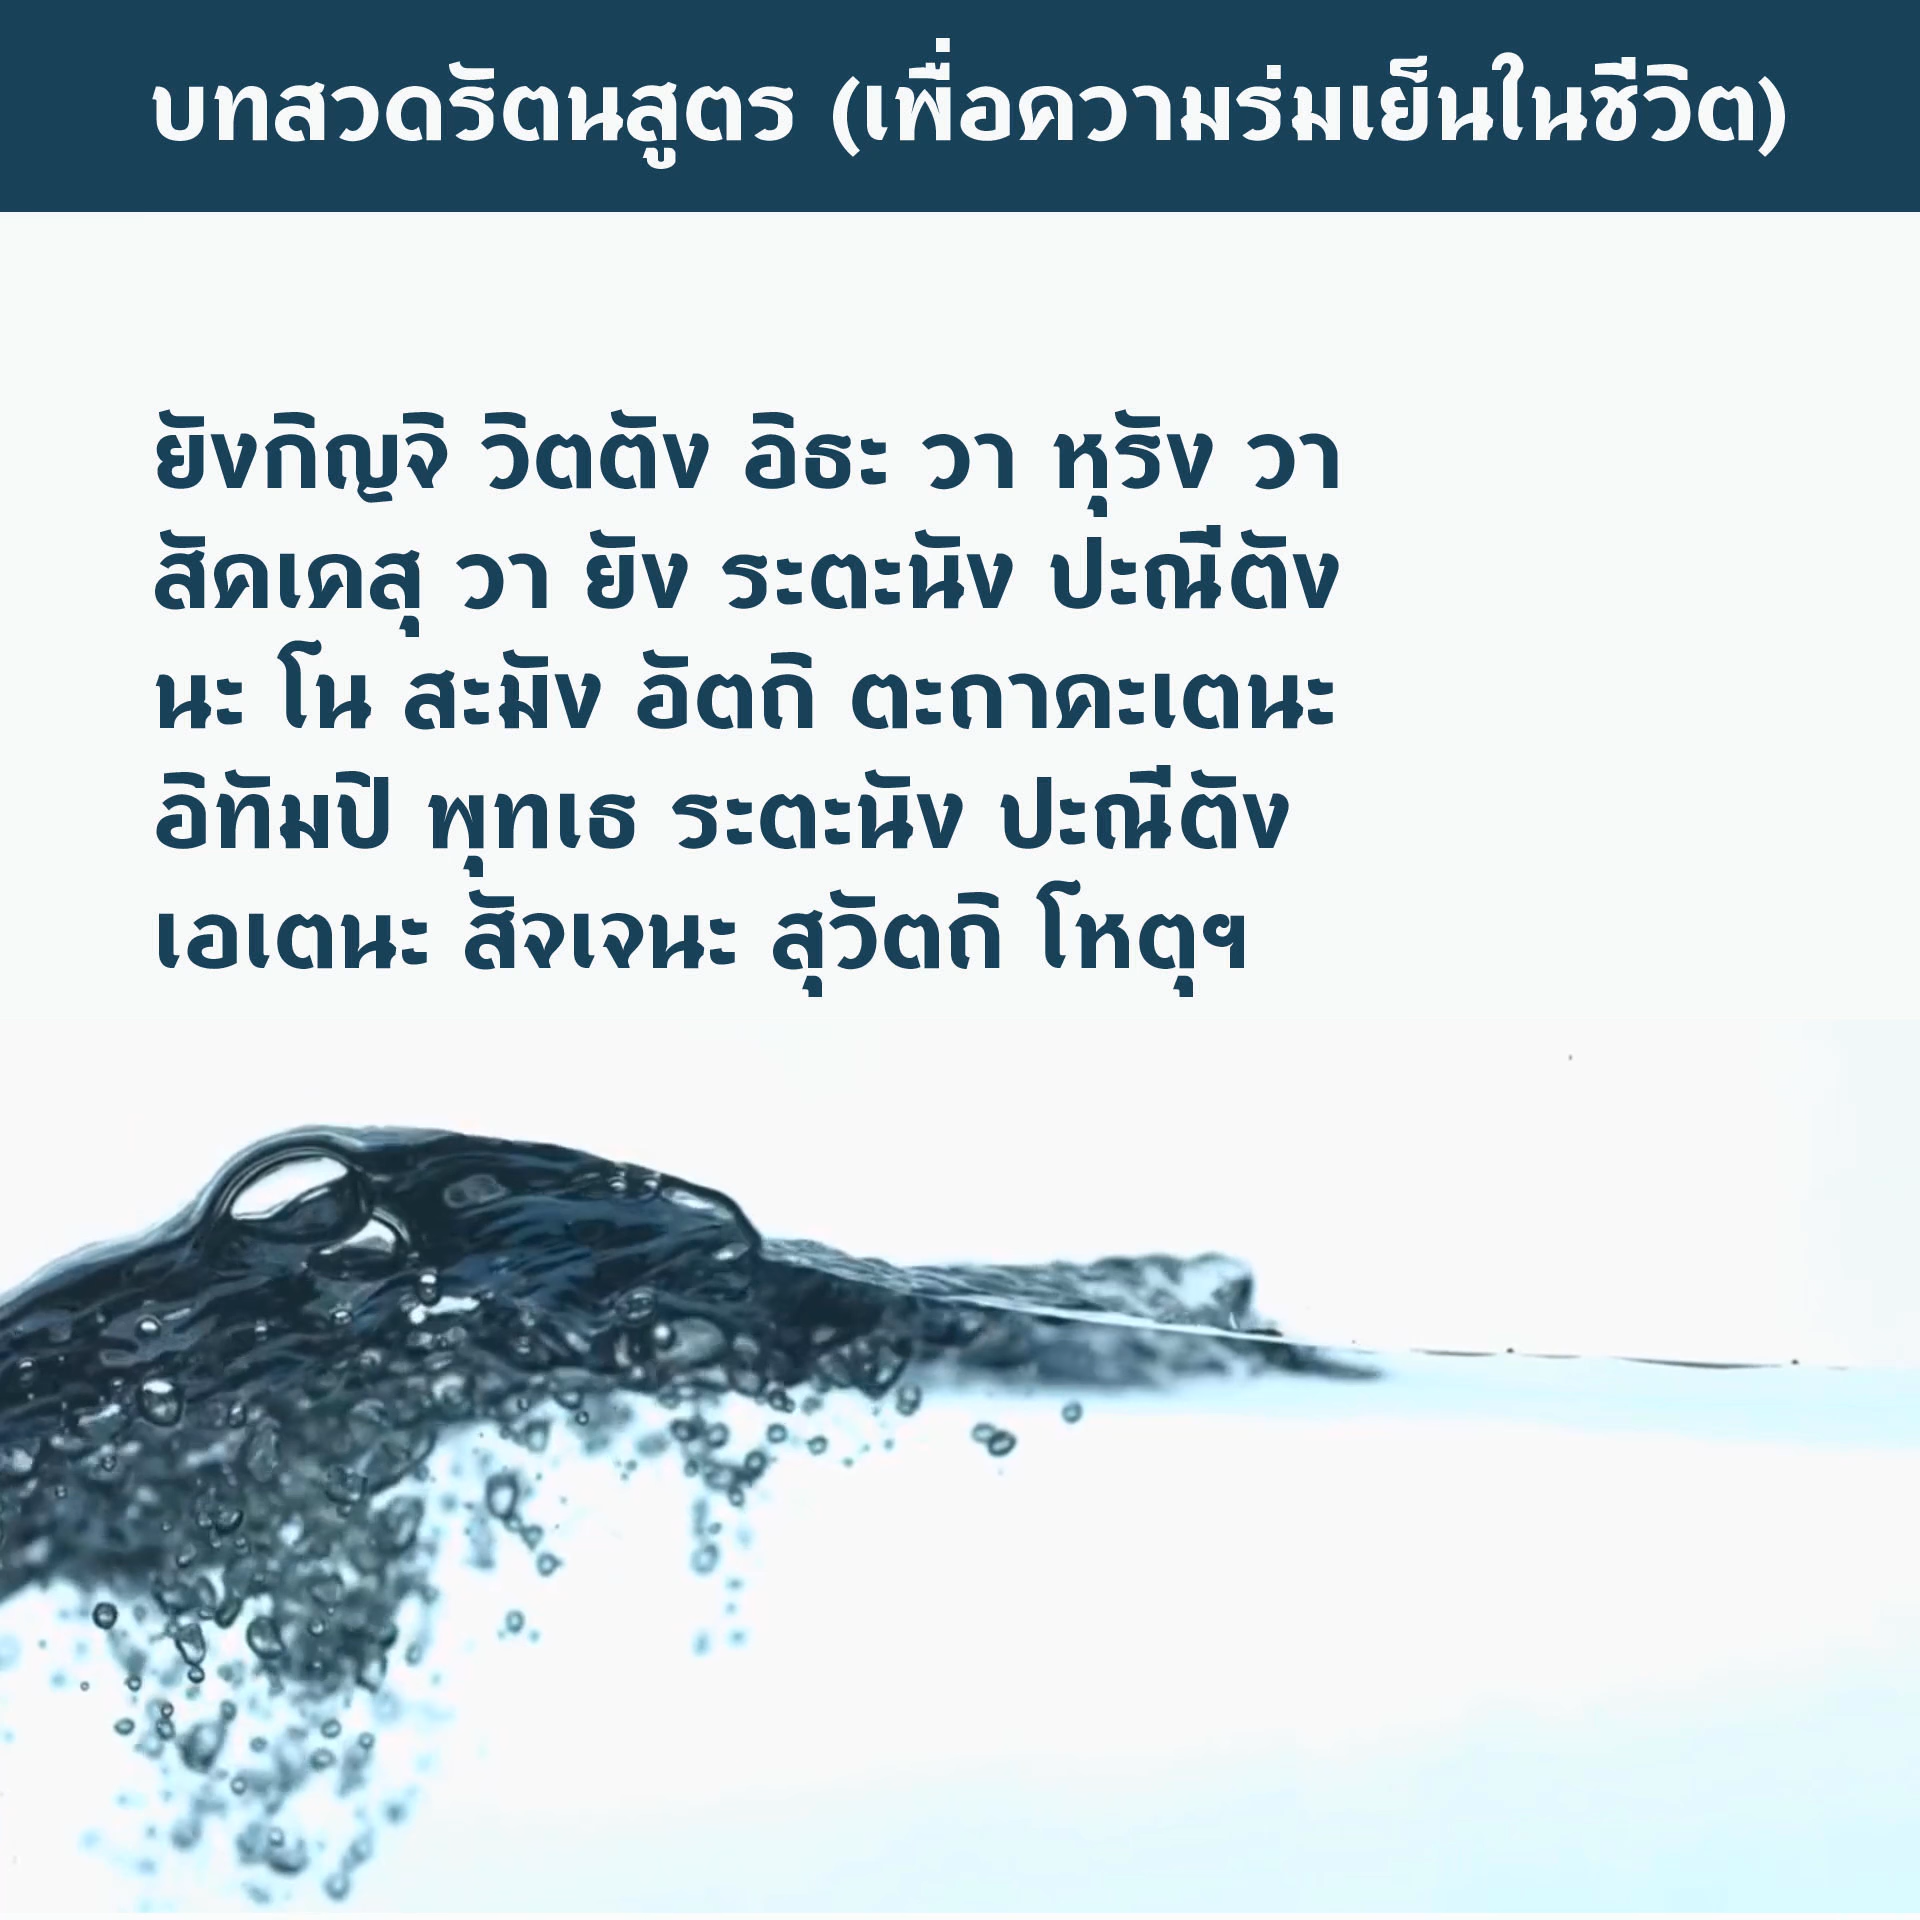 บทสวดรัตนสูตร (เพื่อความร่มเย็นในชีวิต)
ยังกิญจิ วิตตัง อิธะ วา หุรัง วา
สัคเคสุ วา ยัง ระตะนัง ปะณีตัง
นะ โน สะมัง อัตถิ ตะถาคะเตนะ
อิทัมปิ พุทเธ ระตะนัง ปะณีตัง
เอเตนะ สัจเจนะ สุวัตถิ โหตุฯ